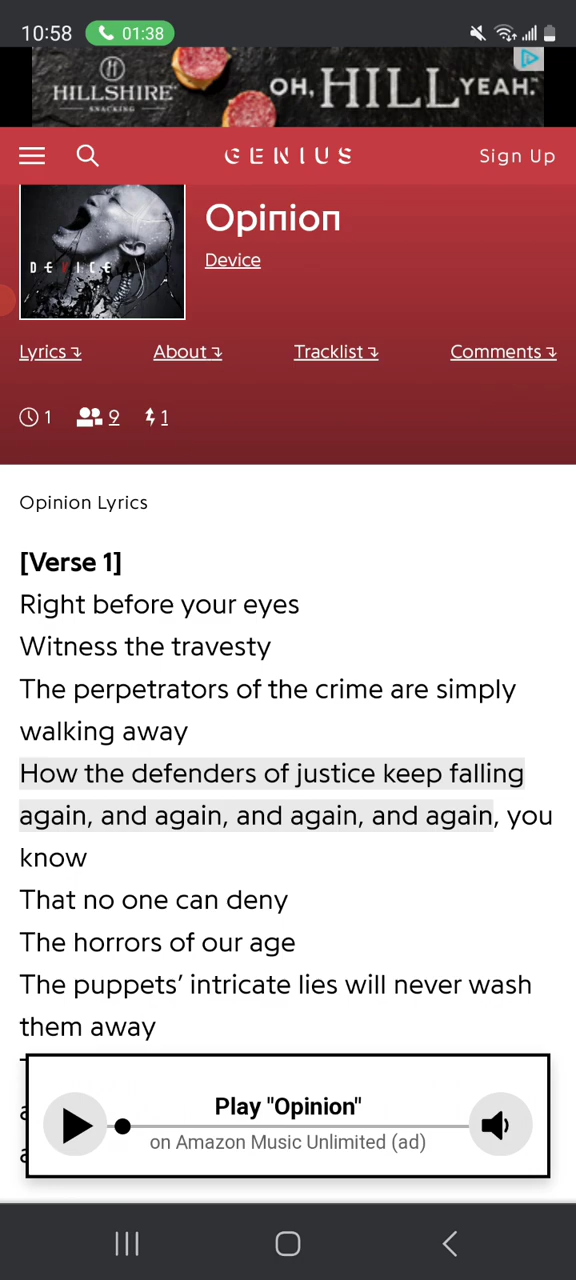 10:58 01:38
HILLSHIRE
SNACKING
OH, HILL YEAH.
GENIUS Sign Up
Opinion
DEVICE
Device
Lyrics About Tracklist Comments
1 9 1
Opinion Lyrics
[Verse 1]
Right before your eyes
Witness the travesty
The perpetrators of the crime are simply
walking away
How the defenders of justice keep falling
again, and again, and again, and again, you
know
That no one can deny
The horrors of our age
The puppets’ intricate lies will never wash
them away
Play "Opinion"
on Amazon Music Unlimited (ad)